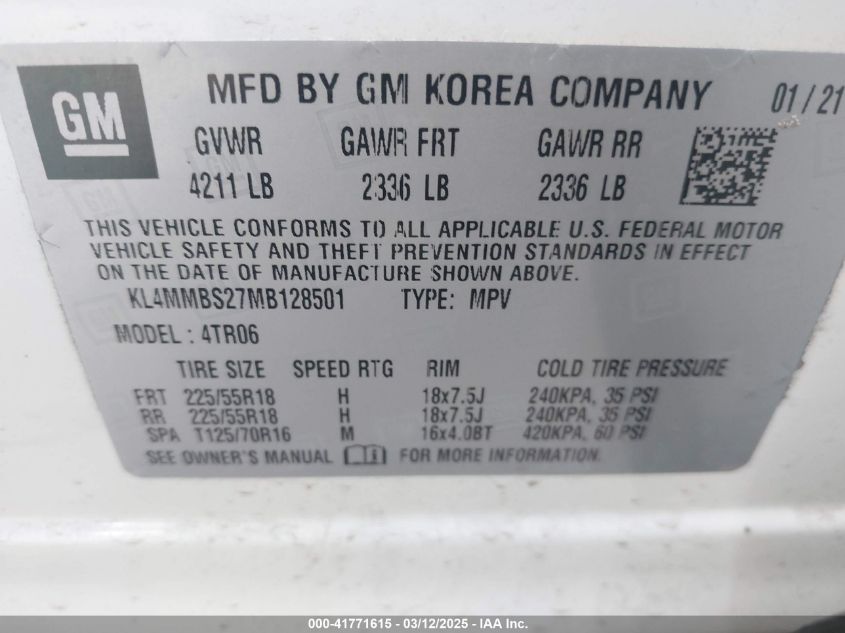 GM
MFD BY GM KOREA COMPANY 01/21
GVWR GAWR FRT GAWR RR
4211 LB 2336 LB 2336 LB
THIS VEHICLE CONFORMS TO ALL APPLICABLE U.S. FEDERAL MOTOR
VEHICLE SAFETY AND THEFT PREVENTION STANDARDS IN EFFECT
ON THE DATE OF MANUFACTURE SHOWN ABOVE.
KL4MMBS27MB128501 TYPE: MPV
MODEL : 4TR06
TIRE SIZE SPEED RTG RIM COLD TIRE PRESSURE
FRT 225/55R18 H 18x7.5J 240KPA, 35 PSI
RR 225/55R18 H 18x7.5J 240KPA, 35 PSI
SPA T125/70R16 M 16x4.0BT 420KPA, 60 PSI
SEE OWNER'S MANUAL FOR MORE INFORMATION.
000-41771615 - 03/12/2025 - IAA Inc.